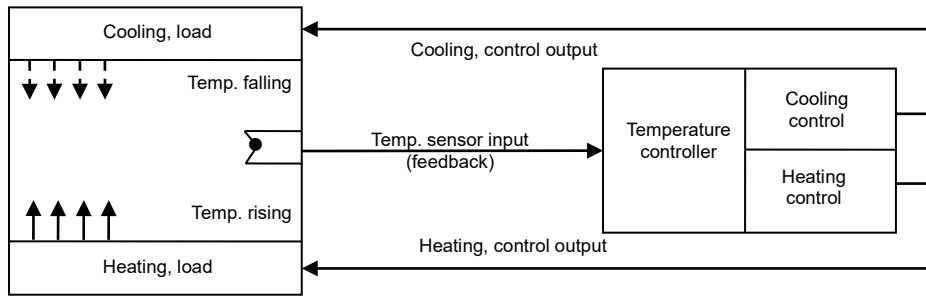 Cooling, load
Cooling, control output
Temp. falling
Cooling
control
Temperature
controller
Temp. sensor input
(feedback)
Heating
control
Temp. rising
Heating, control output
Heating, load